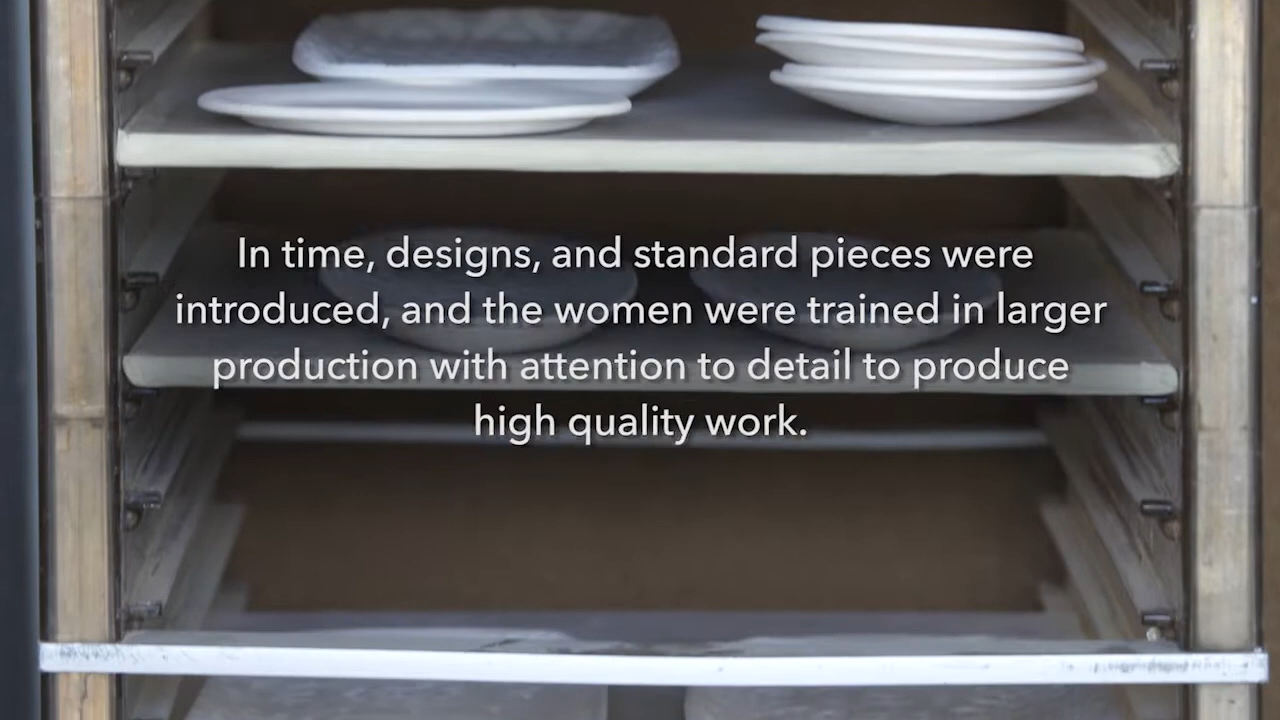 In time, designs, and standard pieces were
introduced, and the women were trained in larger
production with attention to detail to produce
high quality work.